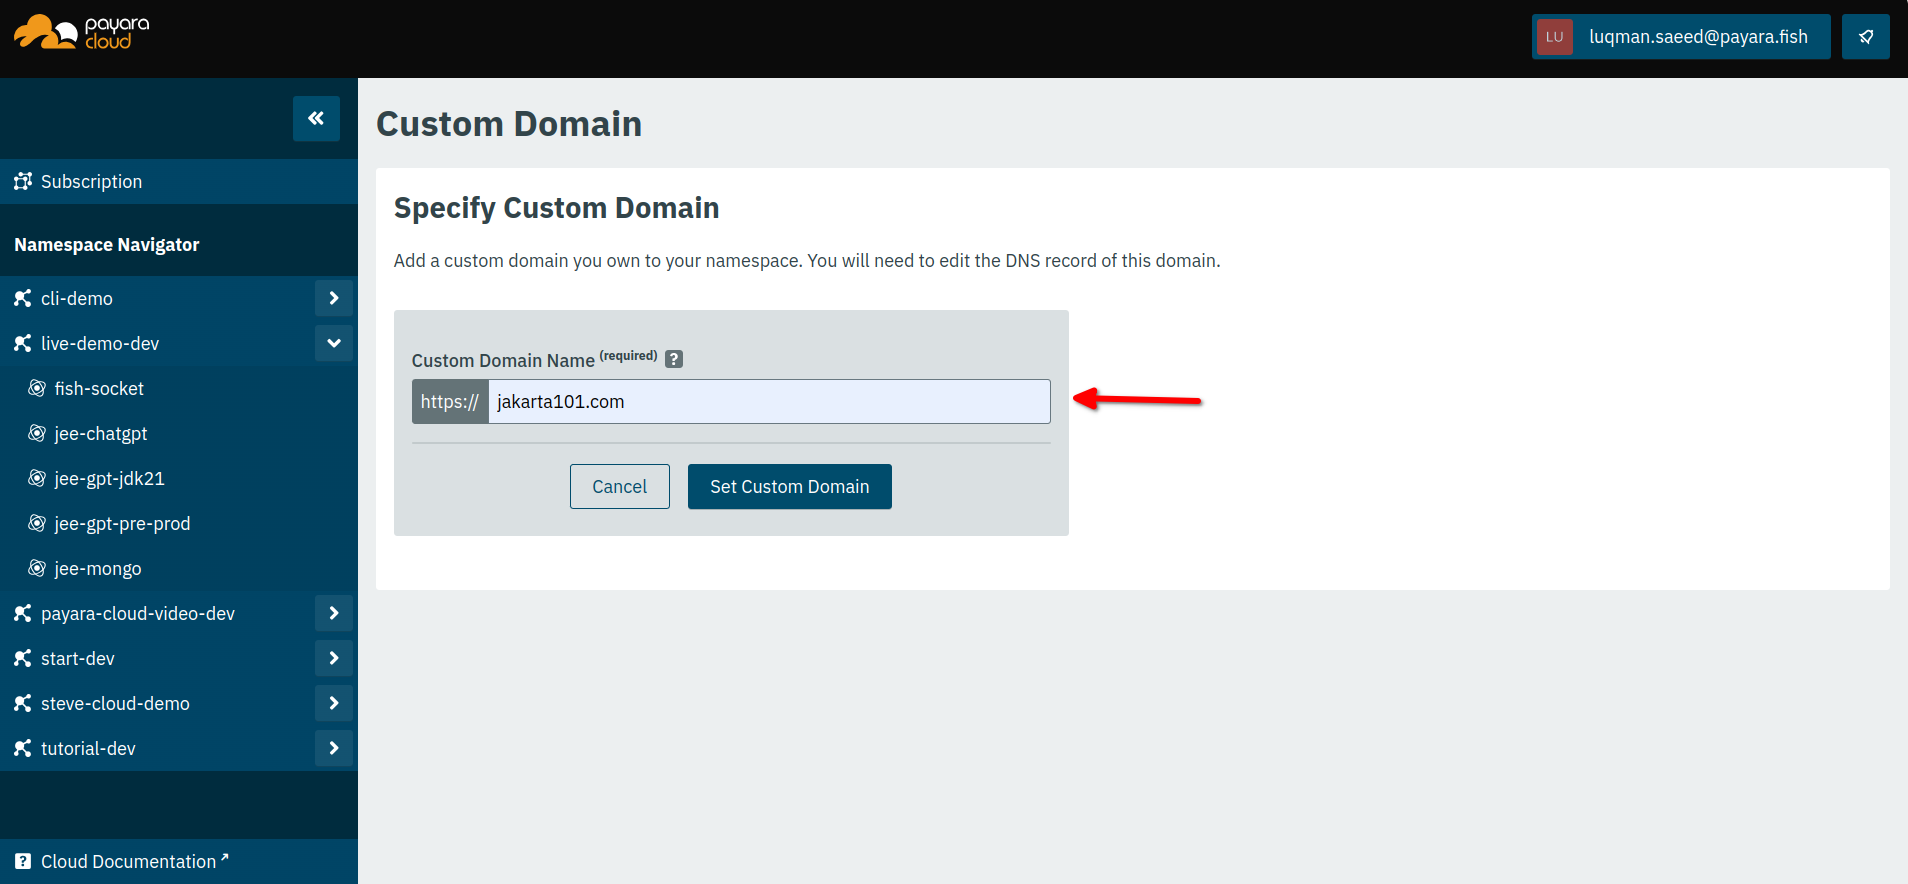 payara
cloud
LU
luqman.saeed@payara.fish
Subscription
Namespace Navigator
cli-demo
live-demo-dev
fish-socket
jee-chatgpt
jee-gpt-jdk21
jee-gpt-pre-prod
jee-mongo
payara-cloud-video-dev
start-dev
steve-cloud-demo
tutorial-dev
? Cloud Documentation
Custom Domain
Specify Custom Domain
Add a custom domain you own to your namespace. You will need to edit the DNS record of this domain.
Custom Domain Name (required) ?
https:// jakarta101.com
Cancel Set Custom Domain